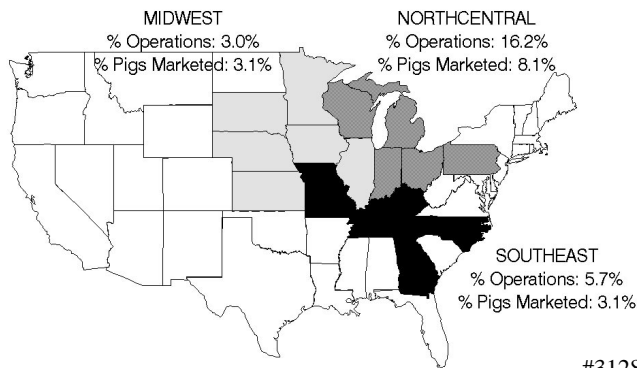 MIDWEST
% Operations: 3.0%
% Pigs Marketed: 3.1%
NORTHCENTRAL
% Operations: 16.2%
% Pigs Marketed: 8.1%
SOUTHEAST
% Operations: 5.7%
% Pigs Marketed: 3.1%
#3128